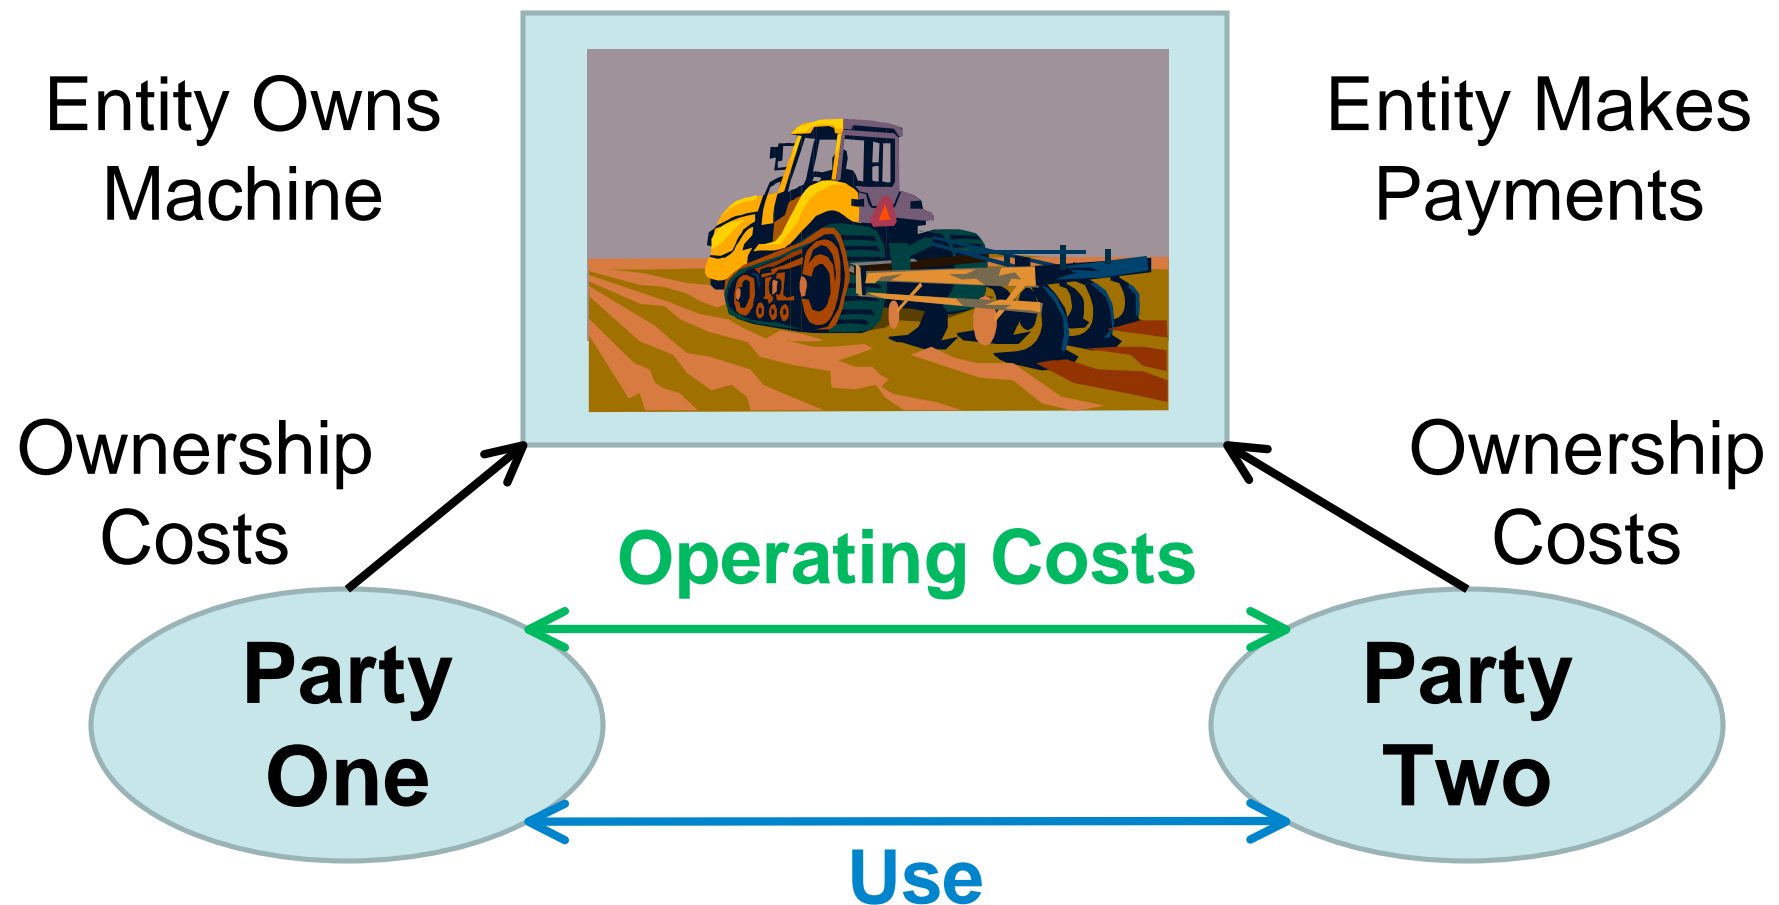 Entity Owns
Machine
Entity Makes
Payments
Ownership
Costs
Ownership
Costs
Operating Costs
Party
One
Party
Two
Use